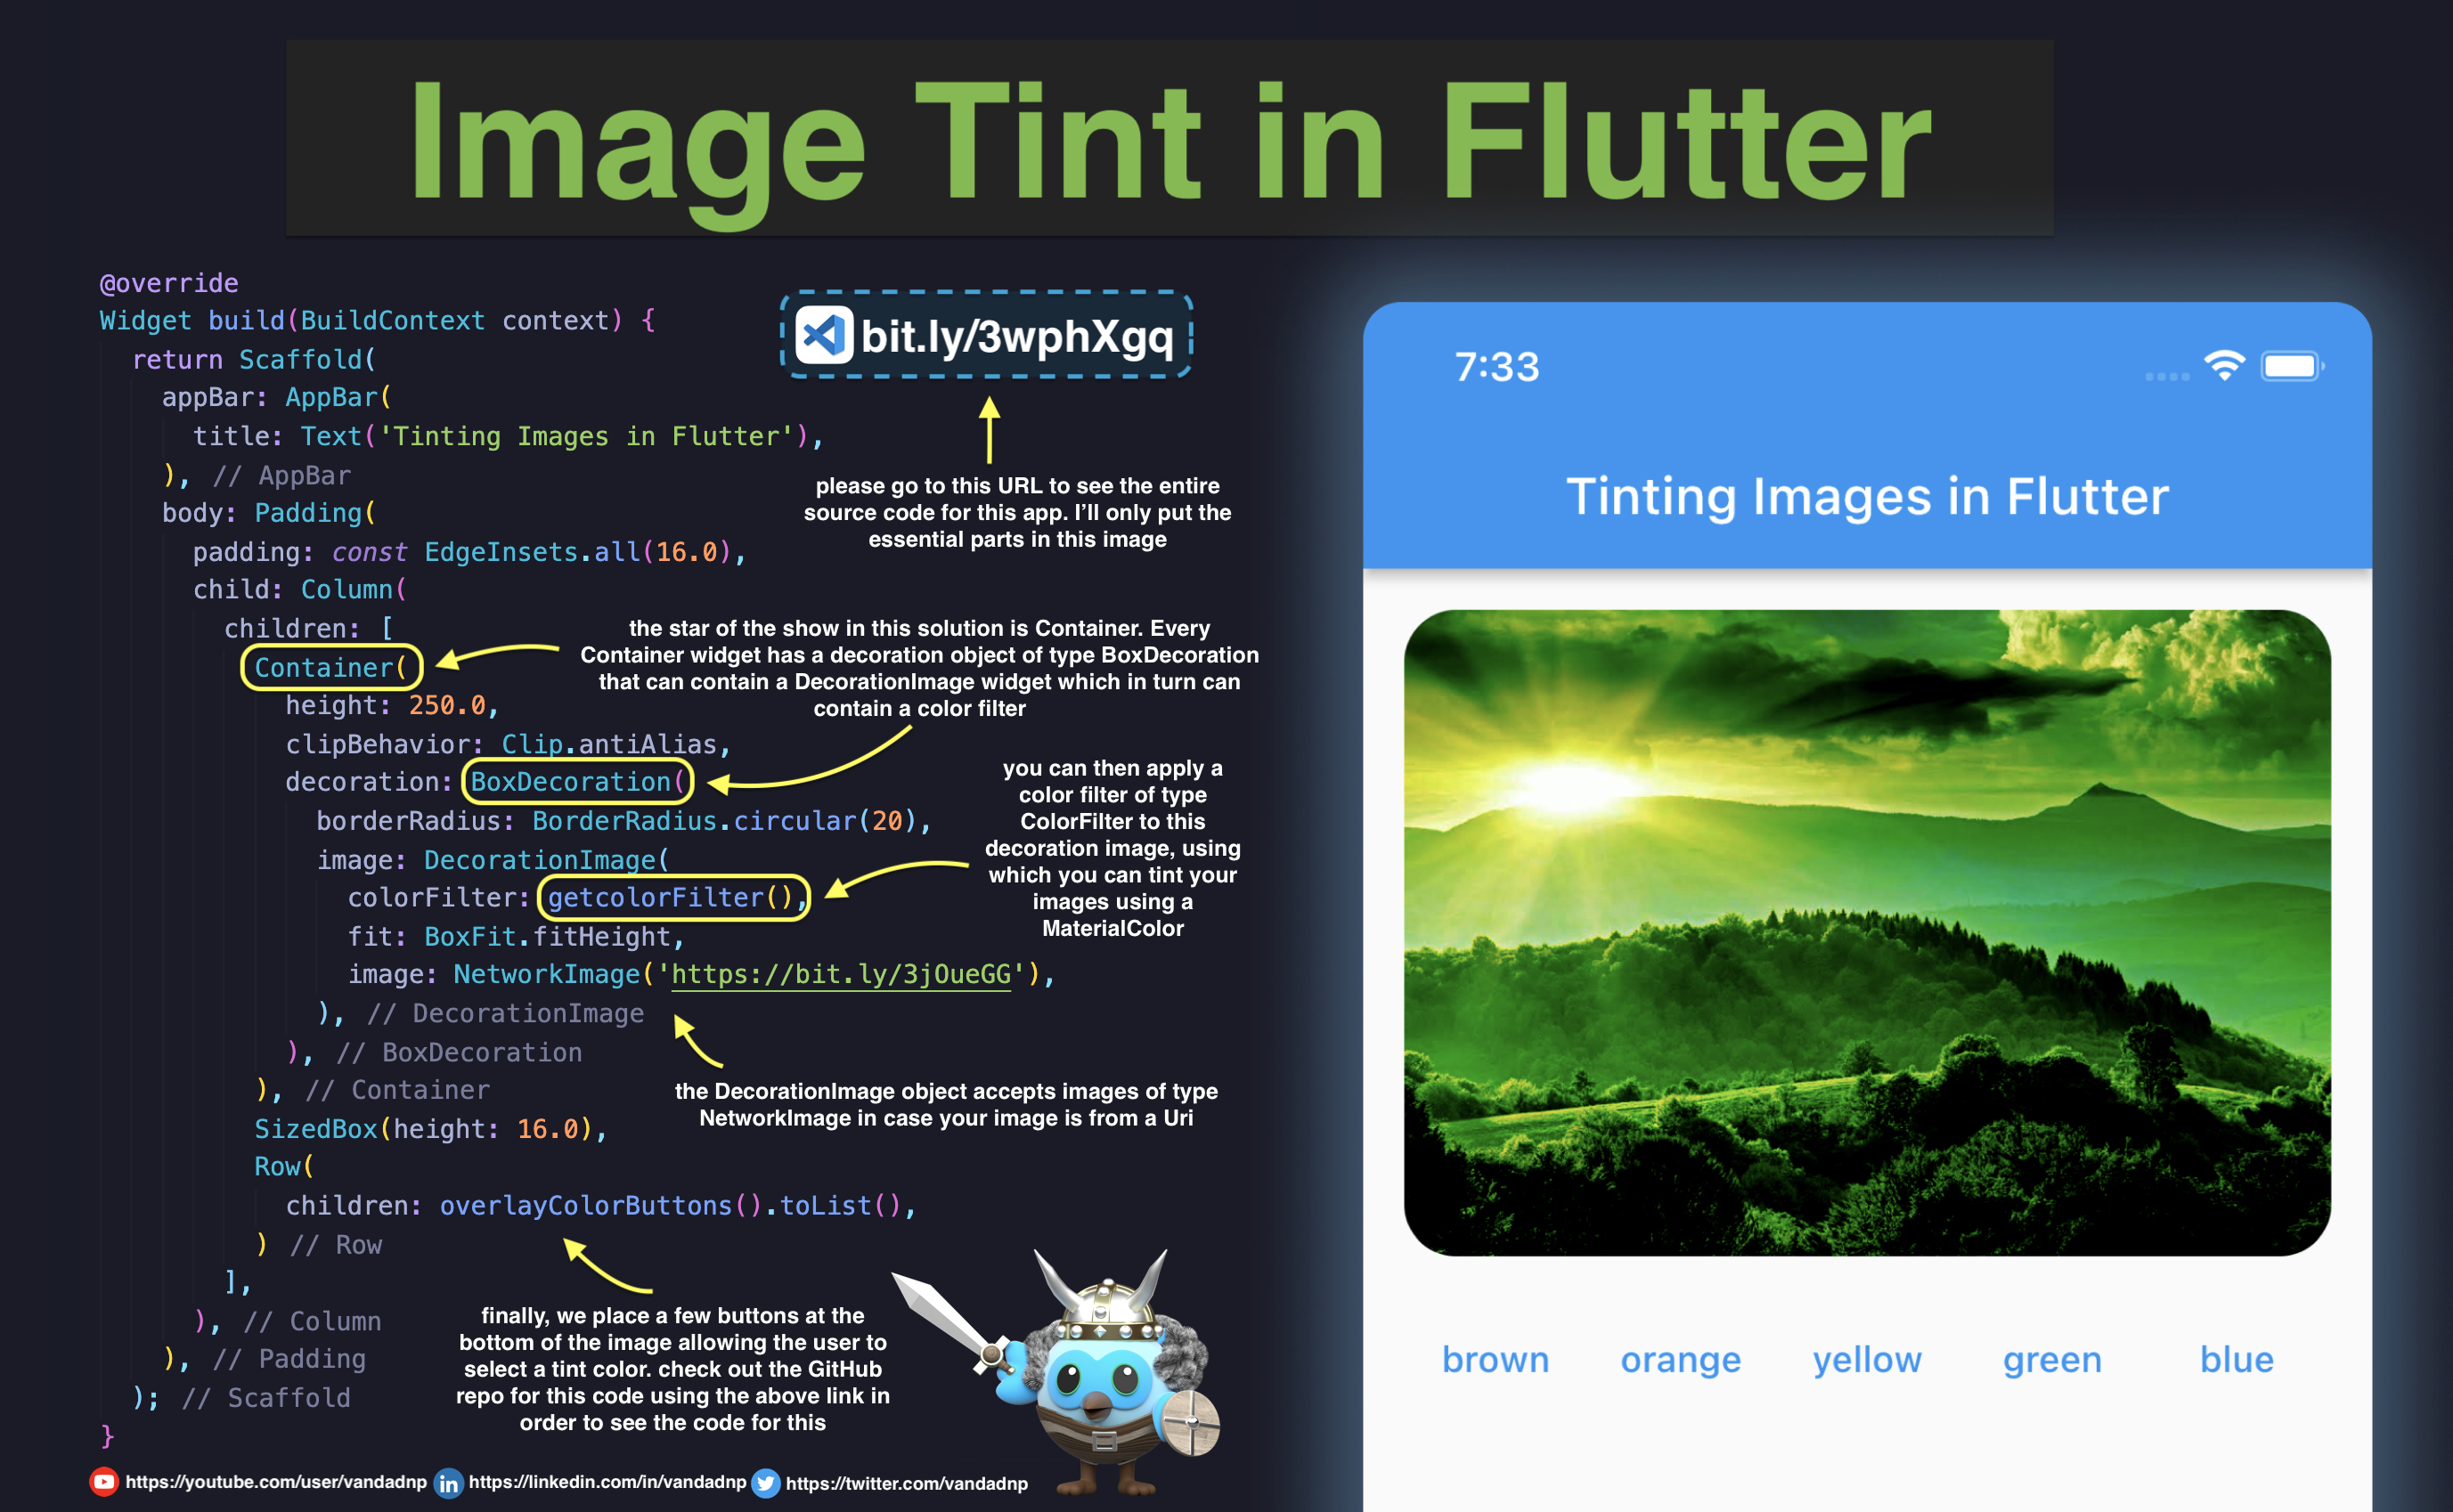 Image Tint in Flutter
@override
Widget build(BuildContext context) {
return Scaffold(
appBar: AppBar(
title: Text('Tinting Images in Flutter'),
), // AppBar
body: Padding(
padding: const EdgeInsets.all(16.0),
child: Column(
children: [
Container(
height: 250.0,
clipBehavior: Clip.antiAlias,
decoration: BoxDecoration(
borderRadius: BorderRadius.circular(20),
image: DecorationImage(
colorFilter: getcolorFilter(),
fit: BoxFit.fitHeight,
image: NetworkImage('https://bit.ly/3jOueGG'),
), // DecorationImage
), // BoxDecoration
), // Container
SizedBox(height: 16.0),
Row(
children: overlayColorButtons().toList(),
) // Row
],
), // Column
), // Padding
); // Scaffold
}
bit.ly/3wphXgq
please go to this URL to see the entire
source code for this app. I'll only put the
essential parts in this image
the star of the show in this solution is Container. Every
Container widget has a decoration object of type BoxDecoration
that can contain a DecorationImage widget which in turn can
contain a color filter
you can then apply a
color filter of type
ColorFilter to this
decoration image, using
which you can tint your
images using a
MaterialColor
the DecorationImage object accepts images of type
NetworkImage in case your image is from a Uri
finally, we place a few buttons at the
bottom of the image allowing the user to
select a tint color. check out the GitHub
repo for this code using the above link in
order to see the code for this
https://youtube.com/user/vandadnp https://linkedin.com/in/vandadnp https://twitter.com/vandadnp
7:33
Tinting Images in Flutter
brown orange yellow green blue